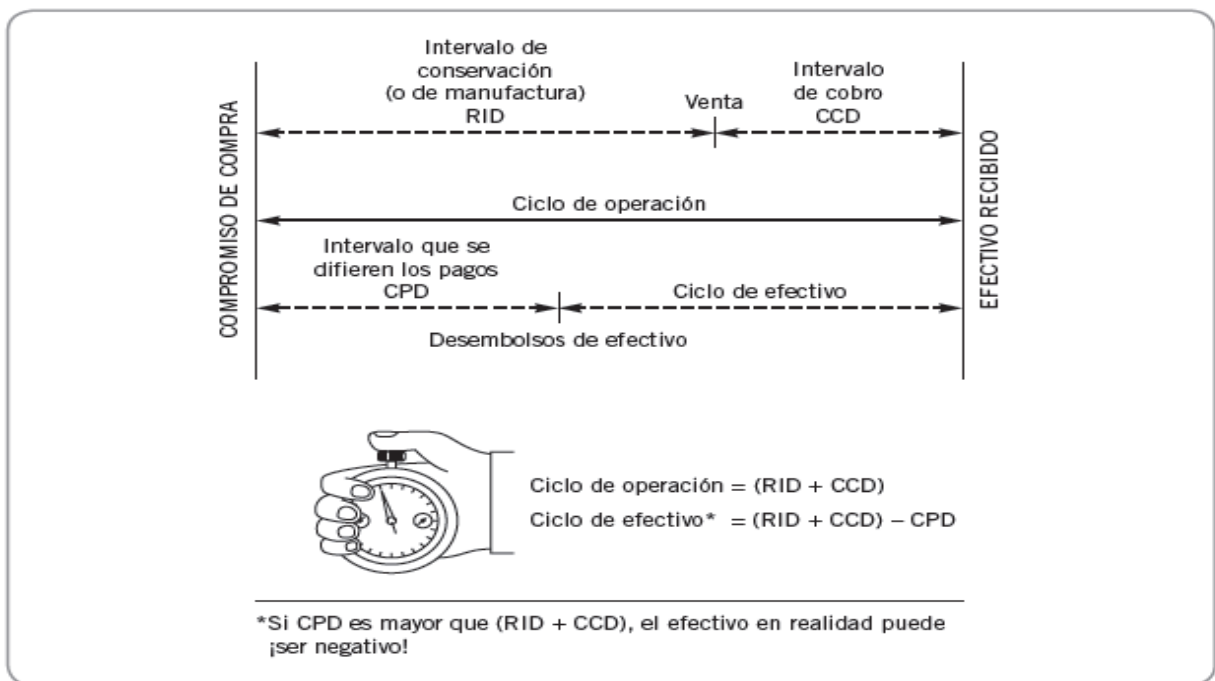 Intervalo de
conservación
(o de manufactura)
RID
Venta
Intervalo
de cobro
CCD
COMPROMISO DE COMPRA
Ciclo de operación
EFECTIVO RECIBIDO
Intervalo que se
difieren los pagos
CPD
Ciclo de efectivo
Desembolsos de efectivo
Ciclo de operación = (RID + CCD)
Ciclo de efectivo* = (RID + CCD) – CPD
*Si CPD es mayor que (RID + CCD), el efectivo en realidad puede
¡ser negativo!